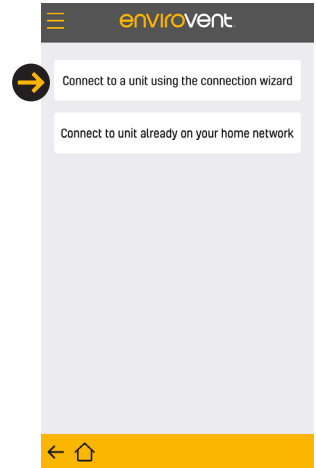 envirovent
Connect to a unit using the connection wizard
Connect to unit already on your home network